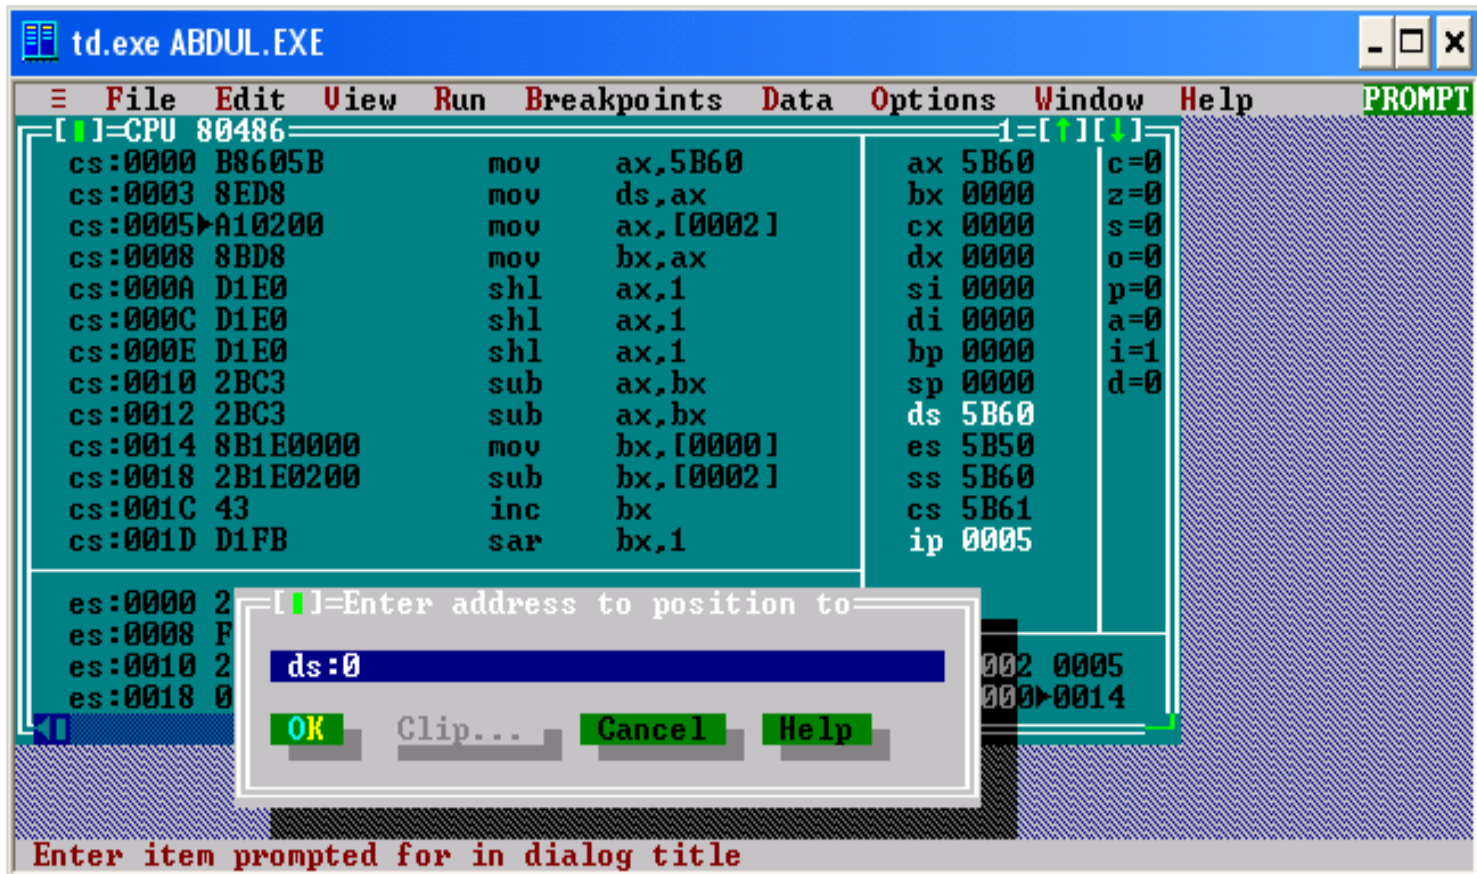 td.exe ABDUL.EXE
≡ File Edit View Run Breakpoints Data Options Window Help PROMPT
[■]=CPU 80486 1=[↑][↓]
cs:0000 B8605B mov ax,5B60 ax 5B60 c=0
cs:0003 8ED8 mov ds,ax bx 0000 z=0
cs:0005►A10200 mov ax,[0002] cx 0000 s=0
cs:0008 8BD8 mov bx,ax dx 0000 o=0
cs:000A D1E0 shl ax,1 si 0000 p=0
cs:000C D1E0 shl ax,1 di 0000 a=0
cs:000E D1E0 shl ax,1 bp 0000 i=1
cs:0010 2BC3 sub ax,bx sp 0000 d=0
cs:0012 2BC3 sub ax,bx ds 5B60
cs:0014 8B1E0000 mov bx,[0000] es 5B50
cs:0018 2B1E0200 sub bx,[0002] ss 5B60
cs:001C 43 inc bx cs 5B61
cs:001D D1FB sar bx,1 ip 0005
es:0000 2 [■]=Enter address to position to
es:0008 F
es:0010 2 ds:0 002 0005
es:0018 0 000►0014
OK Clip... Cancel Help
Enter item prompted for in dialog title